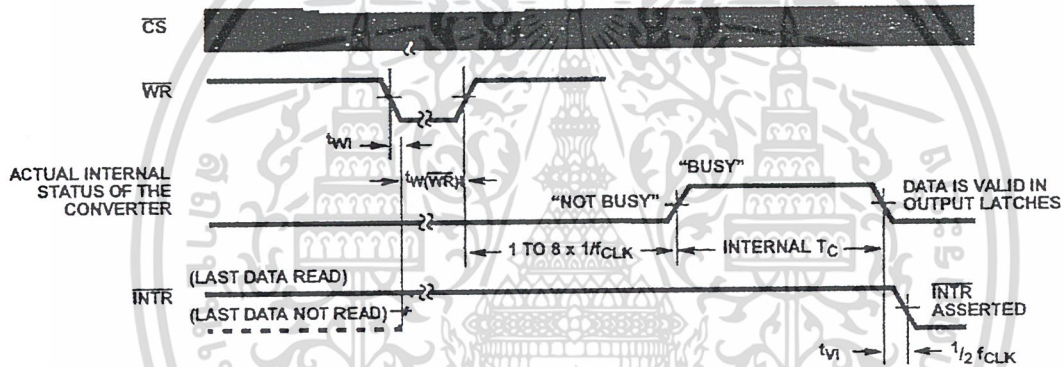 CS
WR
tWI
tW(WR)I
ACTUAL INTERNAL
STATUS OF THE
CONVERTER
"NOT BUSY"
"BUSY"
DATA IS VALID IN
OUTPUT LATCHES
1 TO 8 x 1/fCLK
INTERNAL TC
(LAST DATA READ)
INTR
(LAST DATA NOT READ)
INTR
ASSERTED
tVI
1/2 fCLK